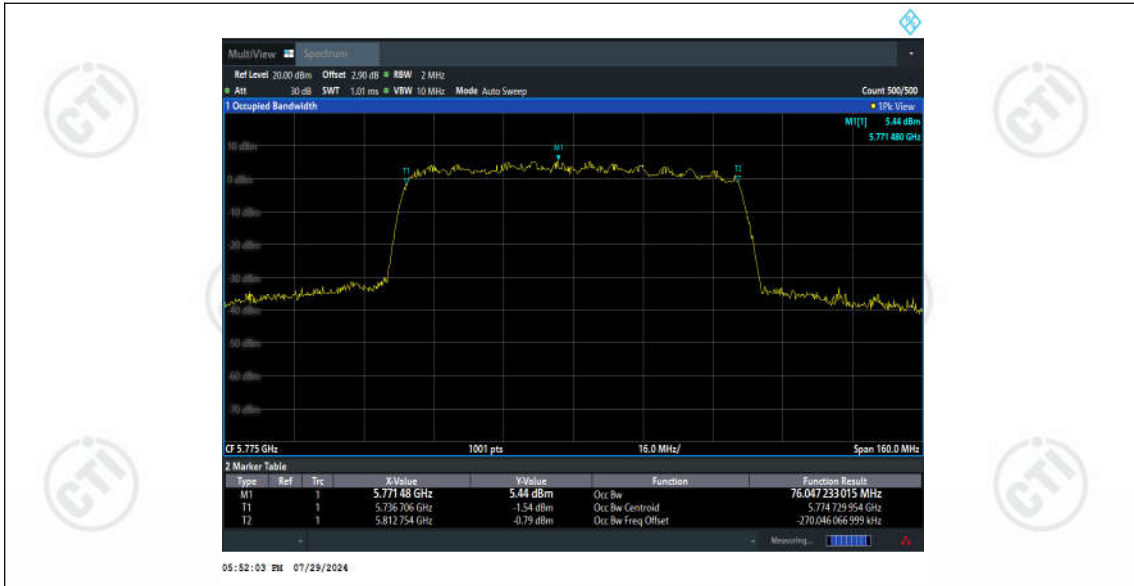 MultiView Spectrum
Ref Level 20.00 dBm Offset 2.90 dB RBW 2 MHz
Att 30 dB SWT 1.01 ms VBW 10 MHz Mode Auto Sweep Count 500/500
1 Occupied Bandwidth 1Pk View
M1[1] 5.44 dBm
5.771 480 GHz
10 dBm
M1
T1
T2
0 dBm
-10 dBm
-20 dBm
-30 dBm
-40 dBm
-50 dBm
-60 dBm
-70 dBm
CF 5.775 GHz 1001 pts 16.0 MHz/ Span 160.0 MHz
2 Marker Table
Type Ref Trc X-Value Y-Value Function Function Result
M1 1 5.771 48 GHz 5.44 dBm Occ Bw 76.047 233 015 MHz
T1 1 5.736 706 GHz -1.54 dBm Occ Bw Centroid 5.774 729 954 GHz
T2 1 5.812 754 GHz -0.79 dBm Occ Bw Freq Offset -270.046 066 999 kHz
Measuring...
05:52:03 PM 07/29/2024
CTI
CTI
CTI
CTI